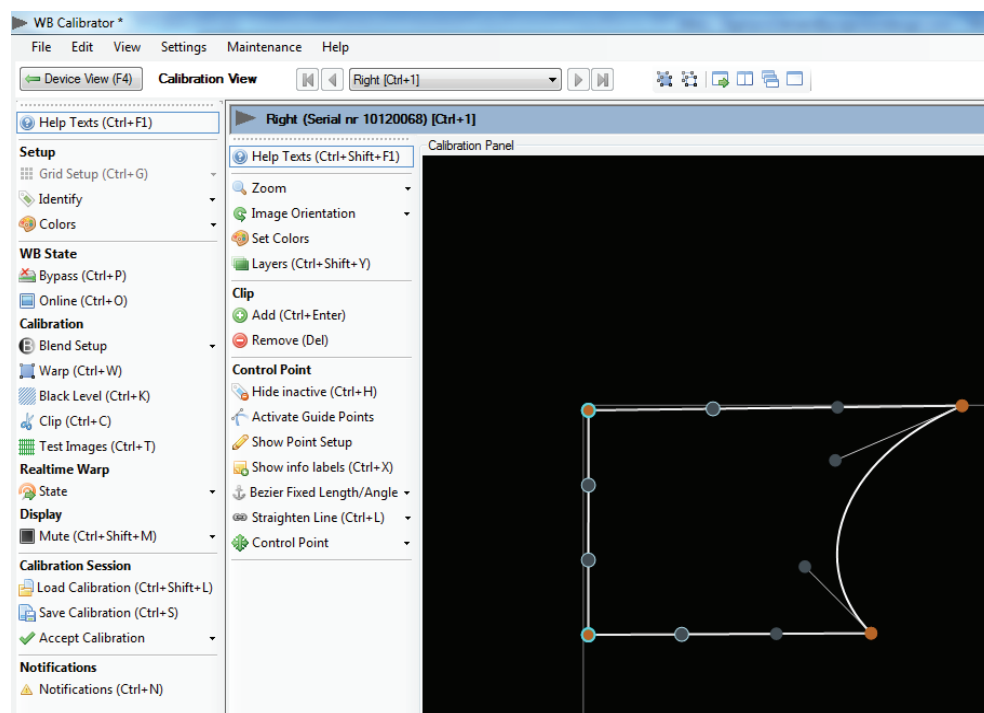 WB Calibrator *
File Edit View Settings Maintenance Help
Device View (F4) Calibration View Right [Ctrl+1]
Help Texts (Ctrl+F1)
Setup
Grid Setup (Ctrl+G)
Identify
Colors
WB State
Bypass (Ctrl+P)
Online (Ctrl+O)
Calibration
Blend Setup
Warp (Ctrl+W)
Black Level (Ctrl+K)
Clip (Ctrl+C)
Test Images (Ctrl+T)
Realtime Warp
State
Display
Mute (Ctrl+Shift+M)
Calibration Session
Load Calibration (Ctrl+Shift+L)
Save Calibration (Ctrl+S)
Accept Calibration
Notifications
Notifications (Ctrl+N)
Right (Serial nr 10120068) [Ctrl+1]
Help Texts (Ctrl+Shift+F1)
Zoom
Image Orientation
Set Colors
Layers (Ctrl+Shift+Y)
Clip
Add (Ctrl+Enter)
Remove (Del)
Control Point
Hide inactive (Ctrl+H)
Activate Guide Points
Show Point Setup
Show info labels (Ctrl+X)
Bezier Fixed Length/Angle
Straighten Line (Ctrl+L)
Control Point
Calibration Panel